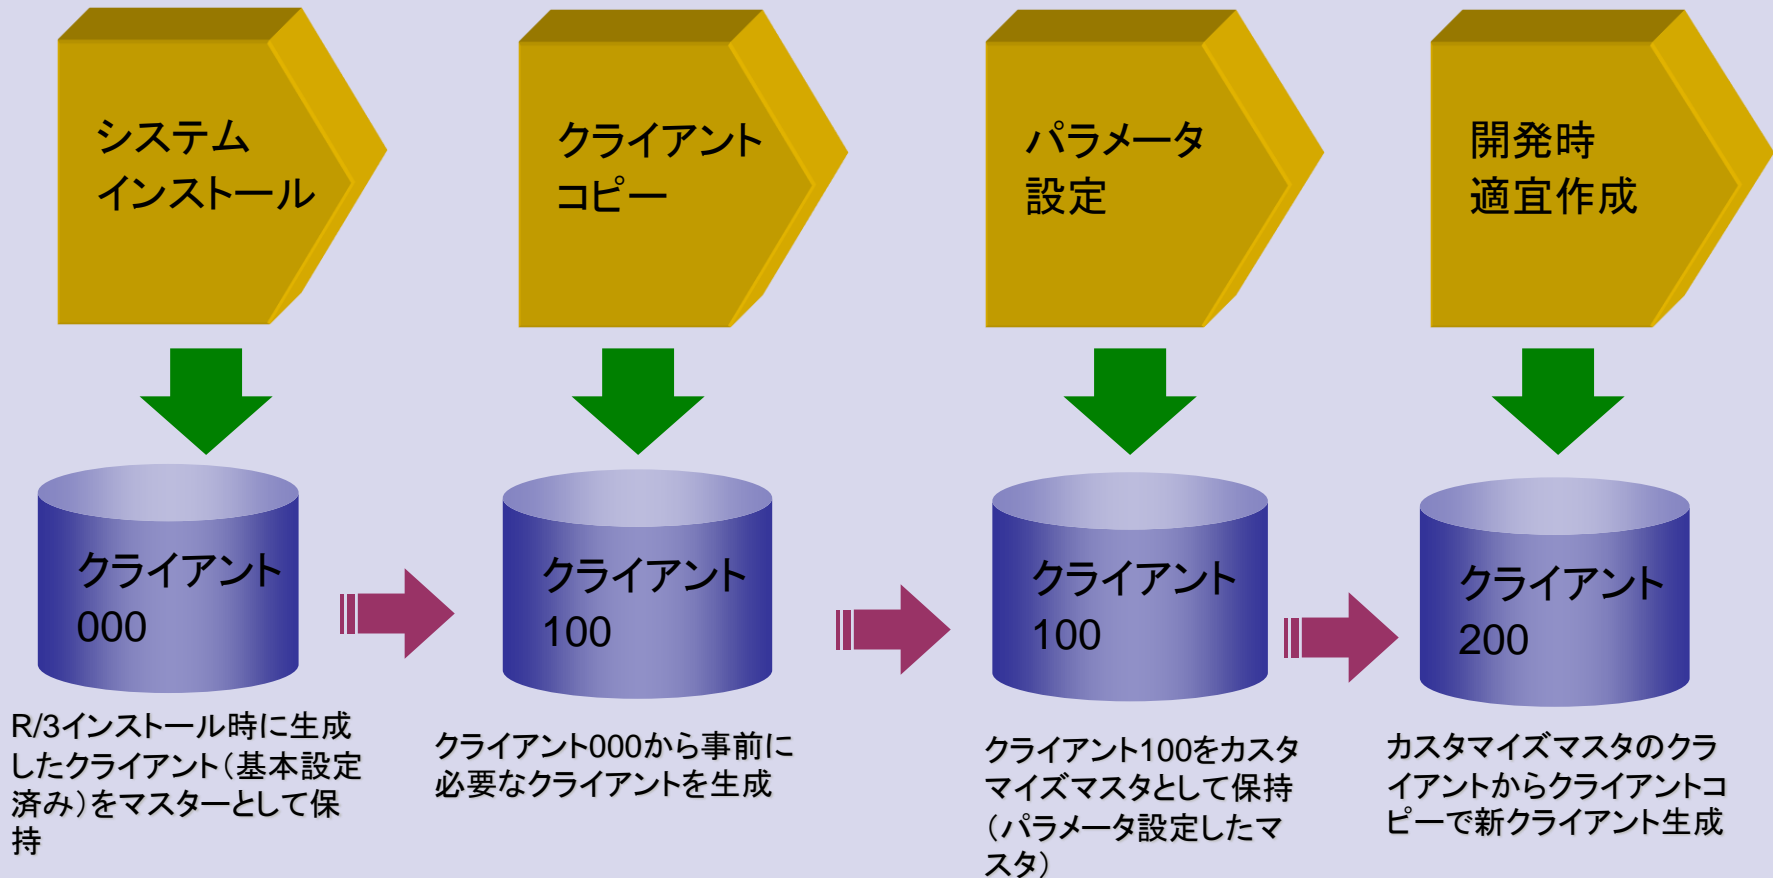 システム
インストール
クライアント
コピー
パラメータ
設定
開発時
適宜作成
クライアント
000
クライアント
100
クライアント
100
クライアント
200
R/3インストール時に生成
したクライアント（基本設定
済み）をマスターとして保
持
クライアント000から事前に
必要なクライアントを生成
クライアント100をカスタ
マイズマスタとして保持
（パラメータ設定したマ
スタ）
カスタマイズマスタのクラ
イアントからクライアントコ
ピーで新クライアント生成